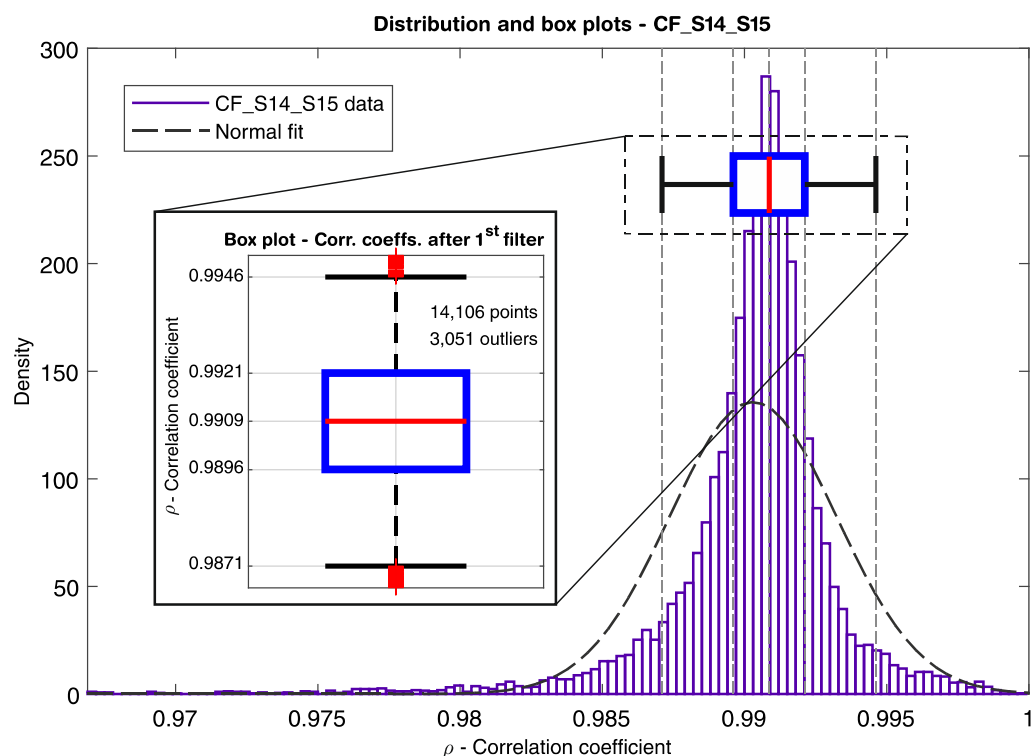 Distribution and box plots - CF_S14_S15
300
250
200
150
100
50
0
Density
CF_S14_S15 data
Normal fit
Box plot - Corr. coeffs. after 1st filter
0.9946
0.9921
0.9909
0.9896
0.9871
ρ - Correlation coefficient
14,106 points
3,051 outliers
0.97
0.975
0.98
0.985
0.99
0.995
1
ρ - Correlation coefficient